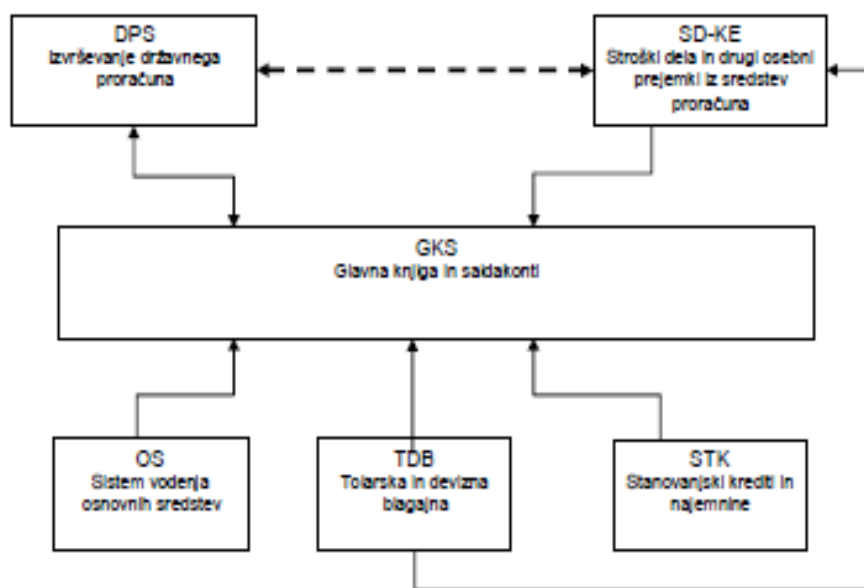 DPS
Izvrševanje državnega
proračuna
SD-KE
Stroški dela in drugi osebni
prejemki iz sredstev
proračuna
GKS
Glavna knjiga in saldakonti
OS
Sistem vodenja
osnovnih sredstev
TDB
Tolarska in devizna
blagajna
STK
Stanovanjski krediti in
najemnine